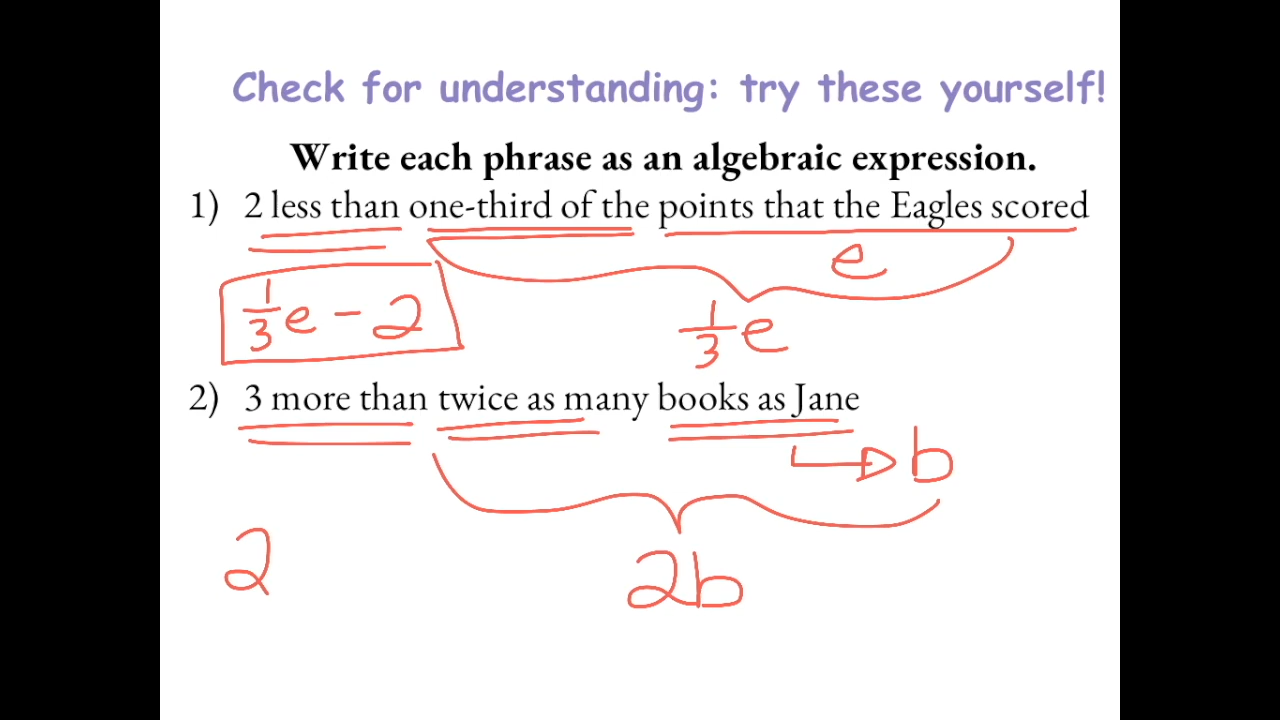 Check for understanding: try these yourself!
Write each phrase as an algebraic expression.
1) 2 less than one-third of the points that the Eagles scored
e
1/3 e - 2
1/3 e
2) 3 more than twice as many books as Jane
b
2
2b